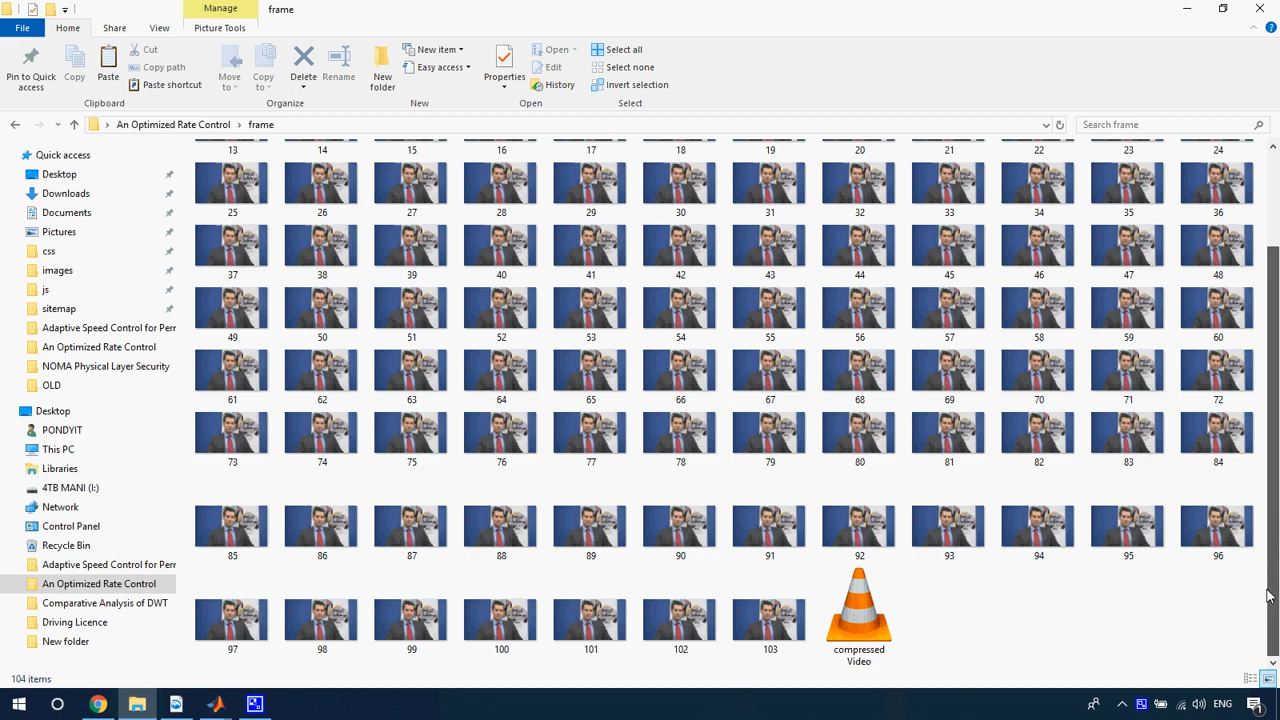 Manage
frame
File
Home
Share
View
Picture Tools
Pin to Quick access
Copy
Paste
Cut
Copy path
Paste shortcut
Clipboard
Move to
Copy to
Delete
Rename
Organize
New folder
New item
Easy access
New
Properties
Open
Edit
History
Open
Select all
Select none
Invert selection
Select
An Optimized Rate Control
frame
Search frame
Quick access
Desktop
Downloads
Documents
Pictures
css
images
js
sitemap
Adaptive Speed Control for Perr
An Optimized Rate Control
NOMA Physical Layer Security
OLD
Desktop
PONDYIT
This PC
Libraries
4TB MANI (I:)
Network
Control Panel
Recycle Bin
Adaptive Speed Control for Perr
An Optimized Rate Control
Comparative Analysis of DWT
Driving Licence
New folder
13 14 15 16 17 18 19 20 21 22 23 24
25 26 27 28 29 30 31 32 33 34 35 36
37 38 39 40 41 42 43 44 45 46 47 48
49 50 51 52 53 54 55 56 57 58 59 60
61 62 63 64 65 66 67 68 69 70 71 72
73 74 75 76 77 78 79 80 81 82 83 84
85 86 87 88 89 90 91 92 93 94 95 96
97 98 99 100 101 102 103 compressed
Video
104 items
ENG